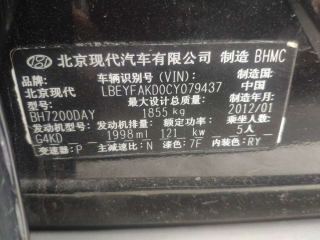 北京现代汽车有限公司 制造 BHMC
品牌: 车辆识别号 (VIN): 制造国:
北京现代 LBEYFAKD0CY079437 中国
型号: 最大设计总质量: 制造年月:
BH7200DAY 1855 kg 2012/01
发动机型号: 发动机排量: 额定功率: 乘坐人数:
G4KD 1998ml 121 kw 5人
变速器: P 主减速比: N 漆色: 7F 内装色: RY